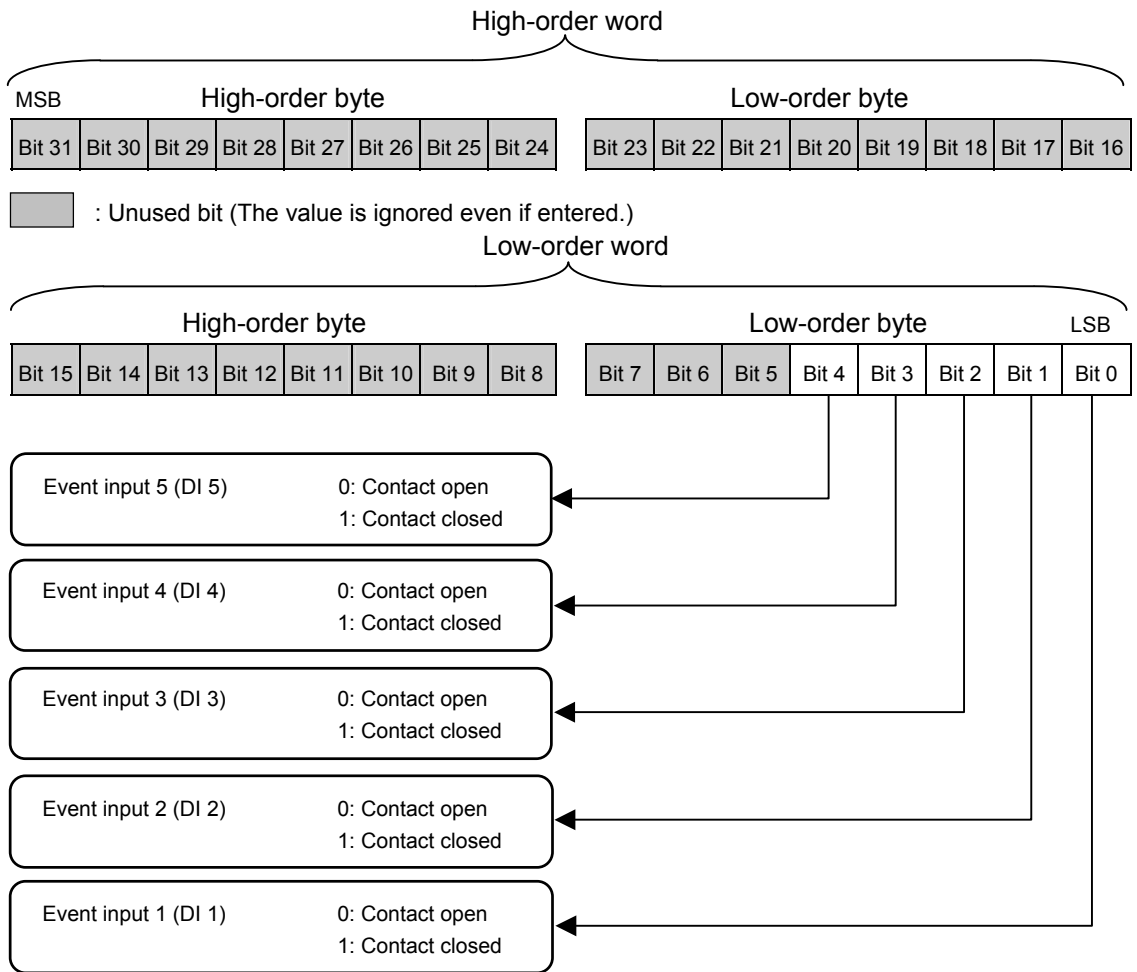 High-order word
MSB High-order byte Low-order byte
Bit 31 Bit 30 Bit 29 Bit 28 Bit 27 Bit 26 Bit 25 Bit 24 Bit 23 Bit 22 Bit 21 Bit 20 Bit 19 Bit 18 Bit 17 Bit 16
: Unused bit (The value is ignored even if entered.)
Low-order word
High-order byte Low-order byte LSB
Bit 15 Bit 14 Bit 13 Bit 12 Bit 11 Bit 10 Bit 9 Bit 8 Bit 7 Bit 6 Bit 5 Bit 4 Bit 3 Bit 2 Bit 1 Bit 0
Event input 5 (DI 5) 0: Contact open
1: Contact closed
Event input 4 (DI 4) 0: Contact open
1: Contact closed
Event input 3 (DI 3) 0: Contact open
1: Contact closed
Event input 2 (DI 2) 0: Contact open
1: Contact closed
Event input 1 (DI 1) 0: Contact open
1: Contact closed